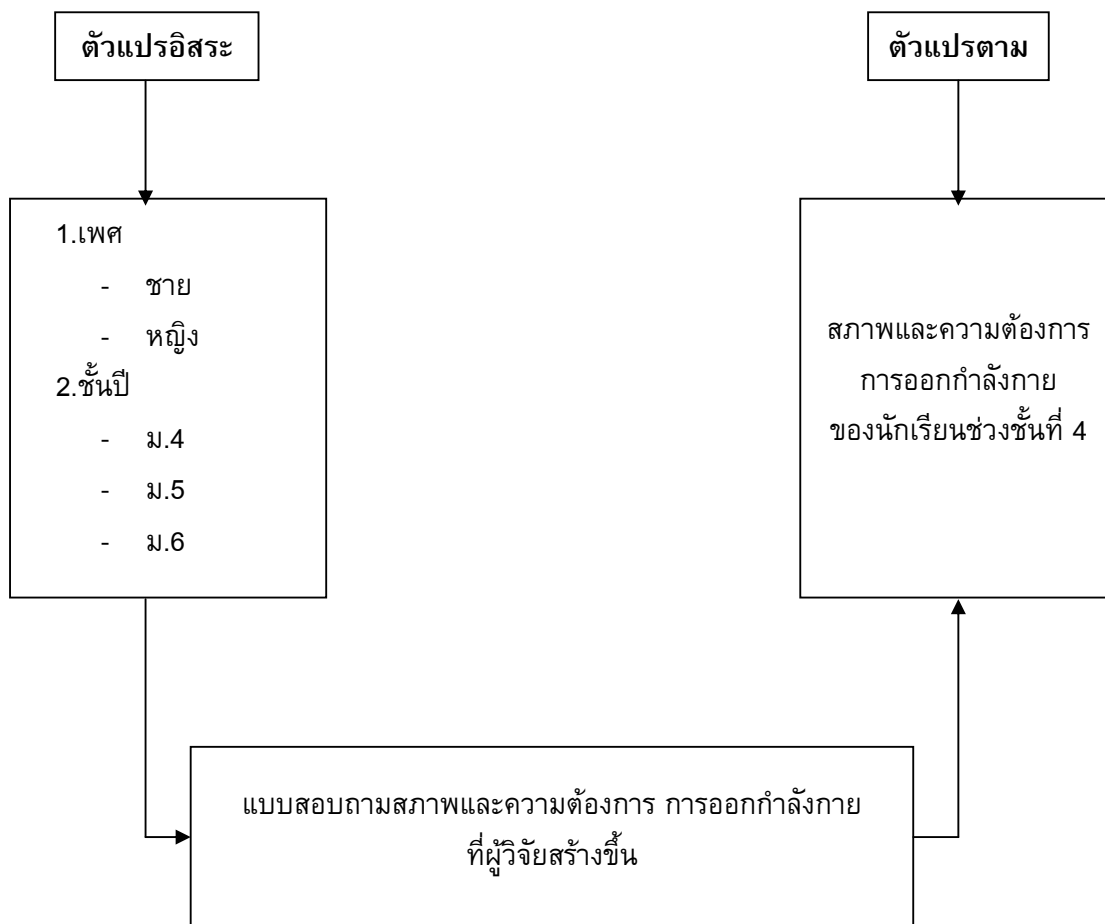 ตัวแปรอิสระ
ตัวแปรตาม
1.เพศ
- ชาย
- หญิง
2.ชั้นปี
- ม.4
- ม.5
- ม.6
สภาพและความต้องการ
การออกกำลังกาย
ของนักเรียนช่วงชั้นที่ 4
แบบสอบถามสภาพและความต้องการ การออกกำลังกาย
ที่ผู้วิจัยสร้างขึ้น